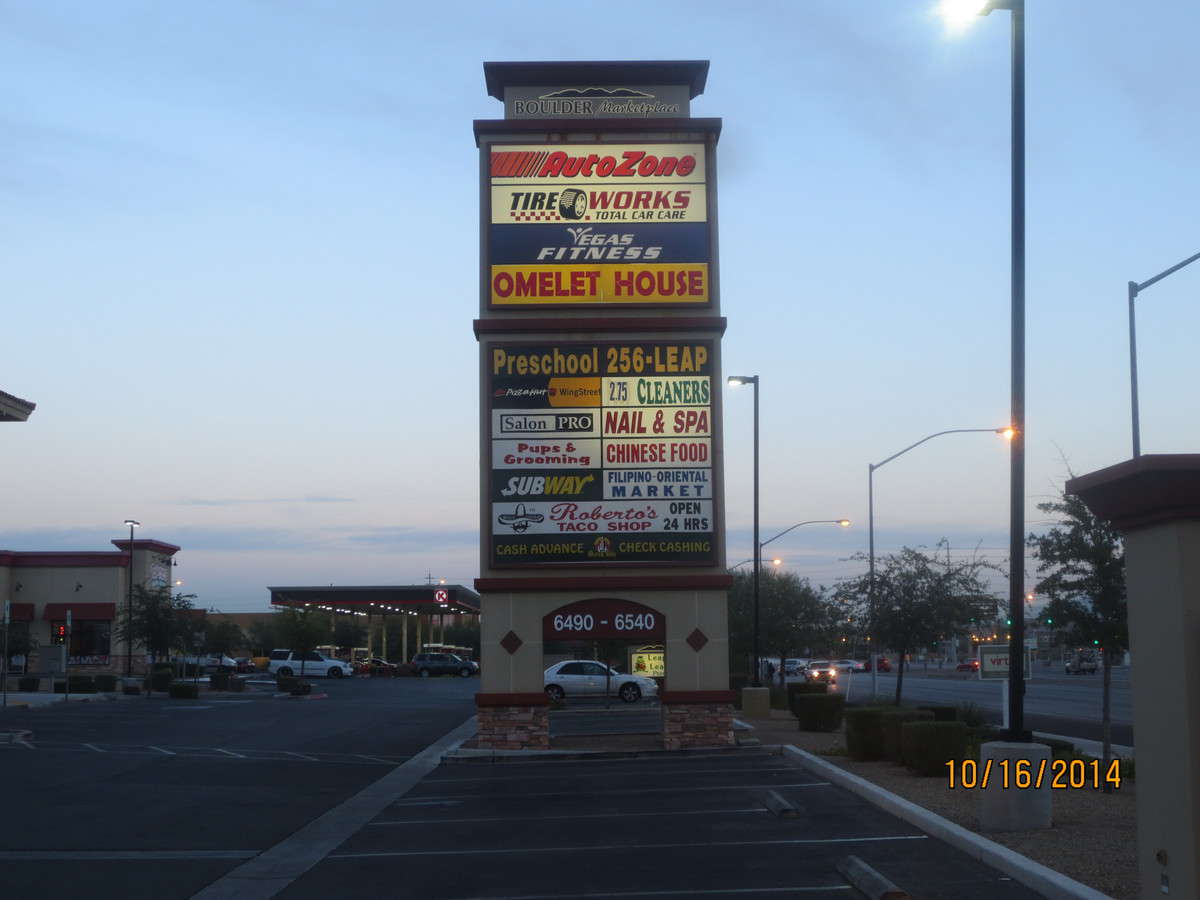 BOULDER Marketplace
AutoZone
TIRE WORKS
TOTAL CAR CARE
VEGAS
FITNESS
OMELET HOUSE
Preschool 256-LEAP
Pizza Hut WingStreet
2.75 CLEANERS
Salon PRO
NAIL & SPA
Pups &
Grooming
CHINESE FOOD
SUBWAY
FILIPINO-ORIENTAL
MARKET
Roberto's
TACO SHOP
OPEN
24 HRS
CASH ADVANCE CHECK CASHING
6490 - 6540
K
Leap
10/16/2014